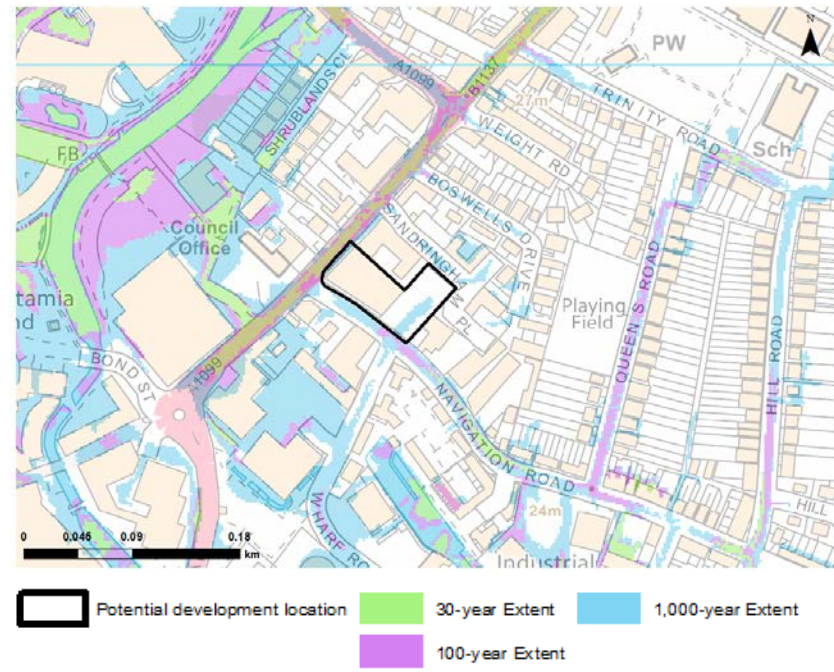 N
PW
A1099
B1137
27m
SHRUBLANDS CL
TRINITY ROAD
WEIGHT RD
Sch
FB
BOSWELLS DRIVE
SANDRINGHAM PL
Council
Office
QUEEN S ROAD
HILL ROAD
Playing
Field
tamia
nd
BOND ST
A1099
NAVIGATION ROAD
WHARF RO
24m
HILL
Industrial
0 0.045 0.09 0.18
km
Potential development location 30-year Extent 1,000-year Extent
100-year Extent